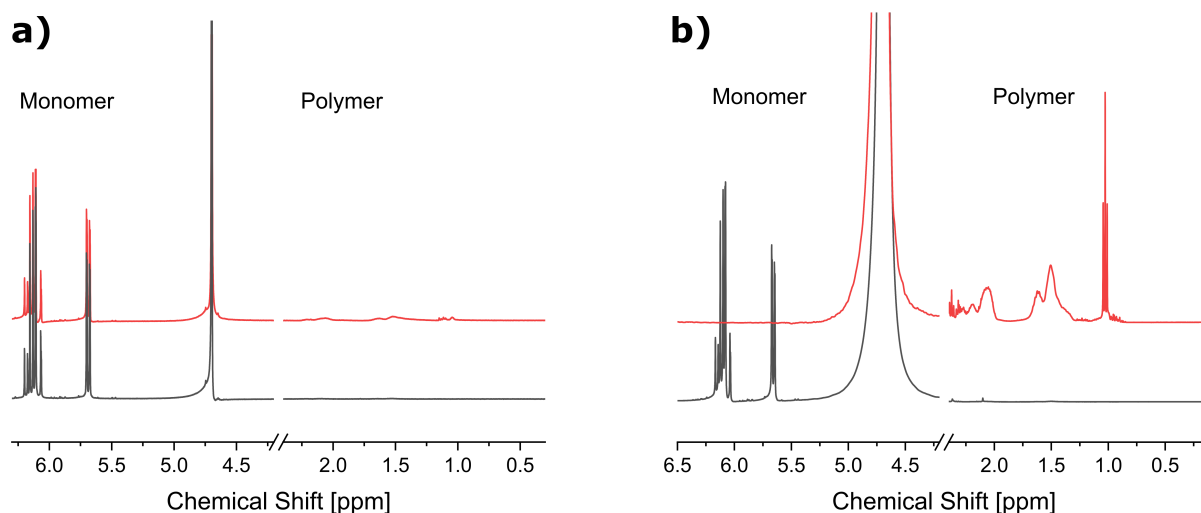 a)
Monomer
Polymer
6.0 5.5 5.0 4.5 2.0 1.5 1.0 0.5
Chemical Shift [ppm]
b)
Monomer
Polymer
6.5 6.0 5.5 5.0 4.5 2.0 1.5 1.0 0.5
Chemical Shift [ppm]